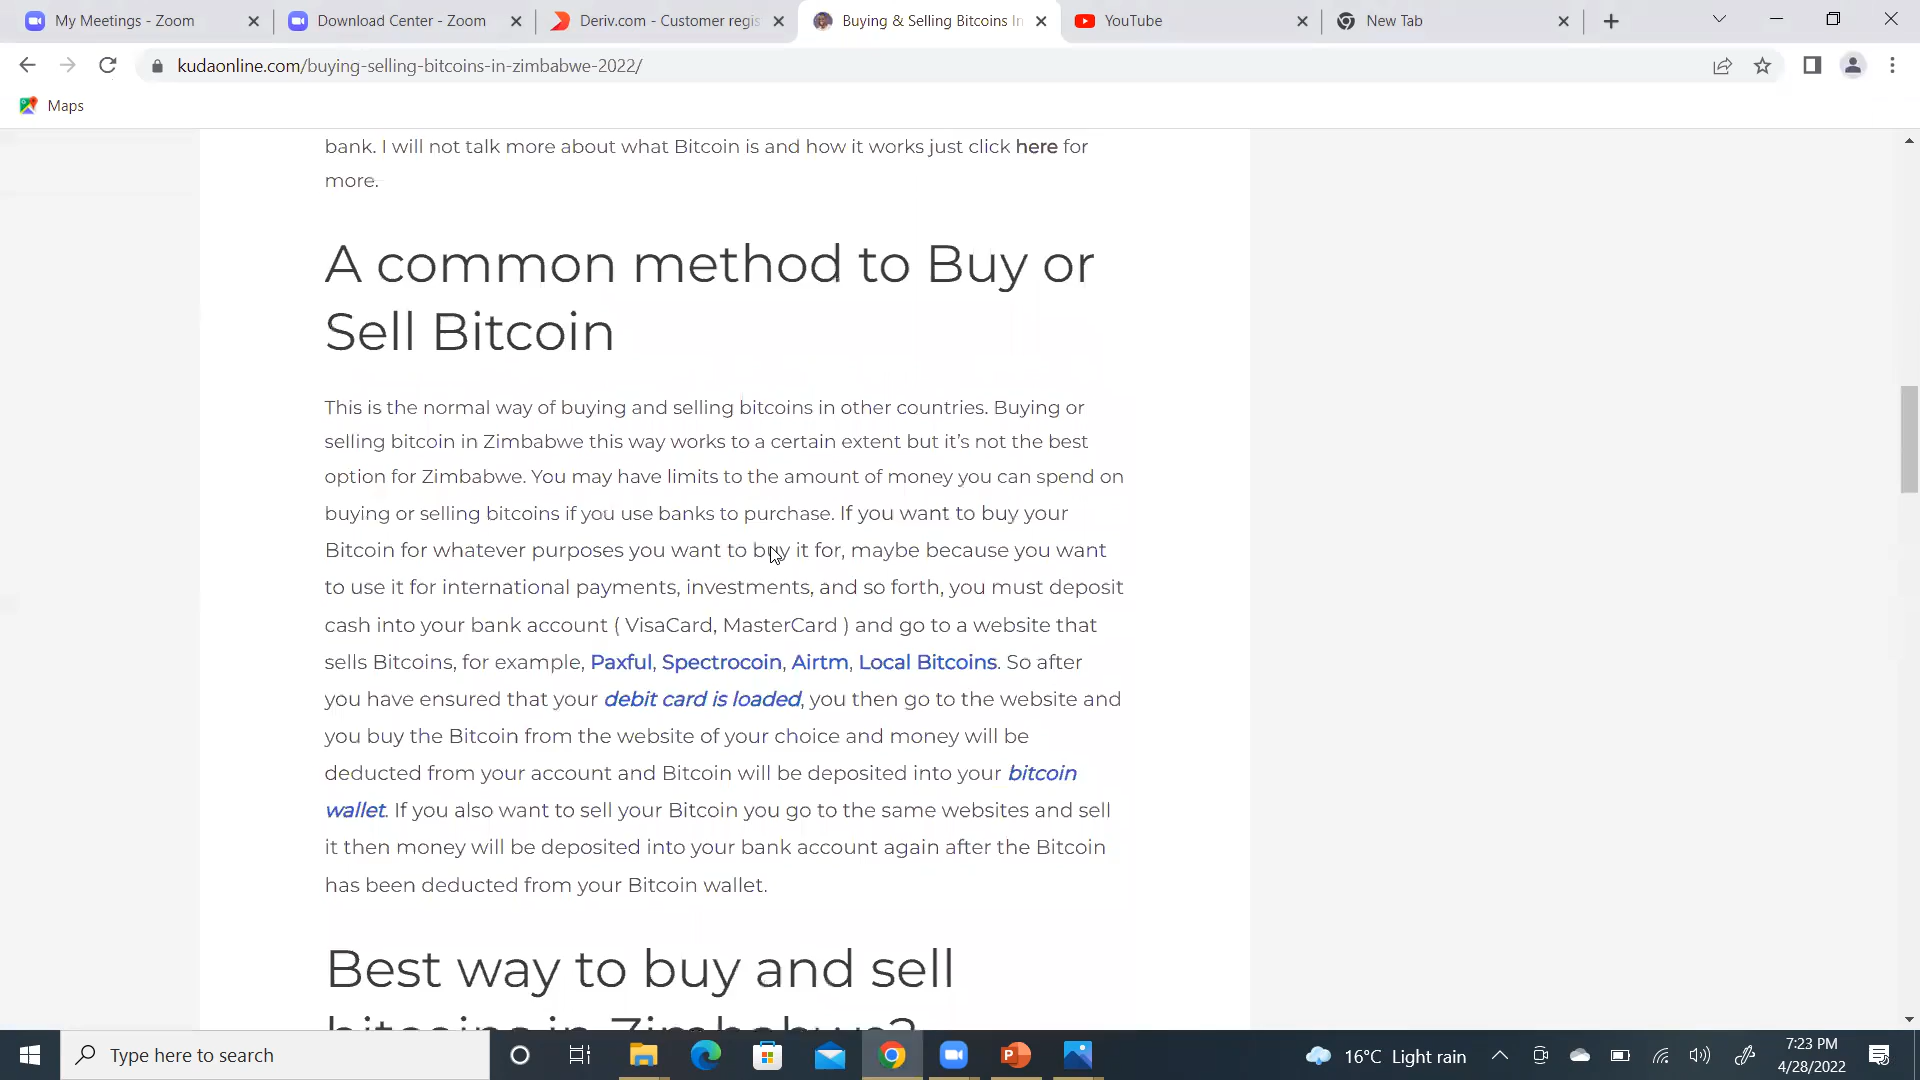 My Meetings - Zoom
Download Center - Zoom
Deriv.com - Customer regis
Buying & Selling Bitcoins In
YouTube
New Tab
kudaonline.com/buying-selling-bitcoins-in-zimbabwe-2022/
Maps
bank. I will not talk more about what Bitcoin is and how it works just click here for
more.
A common method to Buy or
Sell Bitcoin
This is the normal way of buying and selling bitcoins in other countries. Buying or
selling bitcoin in Zimbabwe this way works to a certain extent but it's not the best
option for Zimbabwe. You may have limits to the amount of money you can spend on
buying or selling bitcoins if you use banks to purchase. If you want to buy your
Bitcoin for whatever purposes you want to buy it for, maybe because you want
to use it for international payments, investments, and so forth, you must deposit
cash into your bank account ( VisaCard, MasterCard ) and go to a website that
sells Bitcoins, for example, Paxful, Spectrocoin, Airtm, Local Bitcoins. So after
you have ensured that your debit card is loaded, you then go to the website and
you buy the Bitcoin from the website of your choice and money will be
deducted from your account and Bitcoin will be deposited into your bitcoin
wallet. If you also want to sell your Bitcoin you go to the same websites and sell
it then money will be deposited into your bank account again after the Bitcoin
has been deducted from your Bitcoin wallet.
Best way to buy and sell
bitcoins in Zimbabwe?
Type here to search
16°C Light rain
7:23 PM
4/28/2022